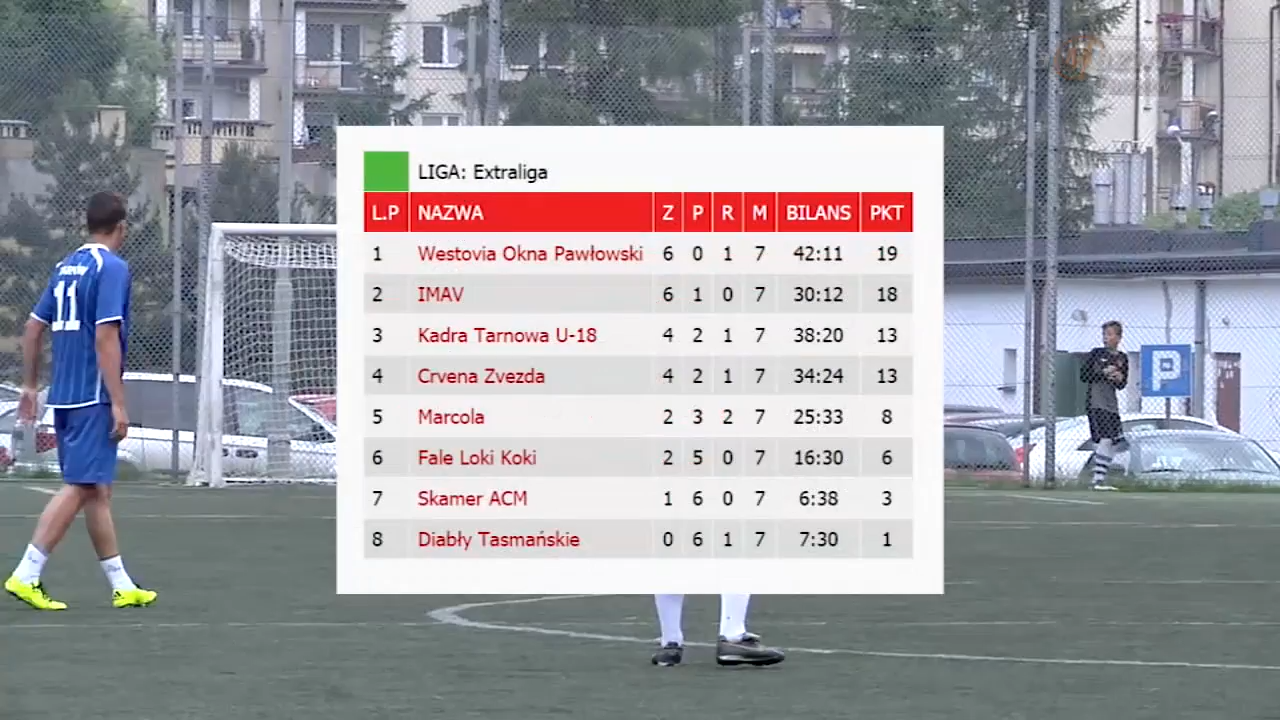 LIGA: Extraliga
L.P NAZWA Z P R M BILANS PKT
1 Westovia Okna Pawłowski 6 0 1 7 42:11 19
2 IMAV 6 1 0 7 30:12 18
3 Kadra Tarnowa U-18 4 2 1 7 38:20 13
4 Crvena Zvezda 4 2 1 7 34:24 13
5 Marcola 2 3 2 7 25:33 8
6 Fale Loki Koki 2 5 0 7 16:30 6
7 Skamer ACM 1 6 0 7 6:38 3
8 Diabły Tasmańskie 0 6 1 7 7:30 1
11
P